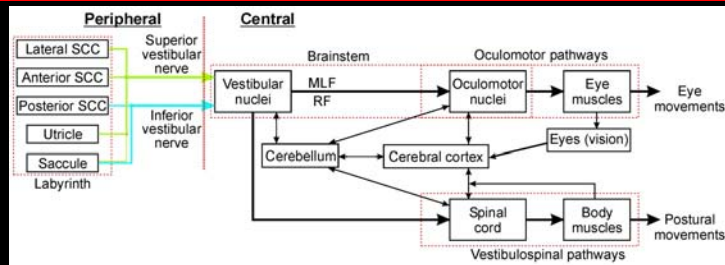 Peripheral
Central
Lateral SCC
Anterior SCC
Posterior SCC
Utricle
Saccule
Labyrinth
Superior
vestibular
nerve
Inferior
vestibular
nerve
Brainstem
Oculomotor pathways
Vestibular
nuclei
MLF
RF
Oculomotor
nuclei
Eye
muscles
Eye
movements
Eyes (vision)
Cerebellum
Cerebral cortex
Spinal
cord
Body
muscles
Postural
movements
Vestibulospinal pathways